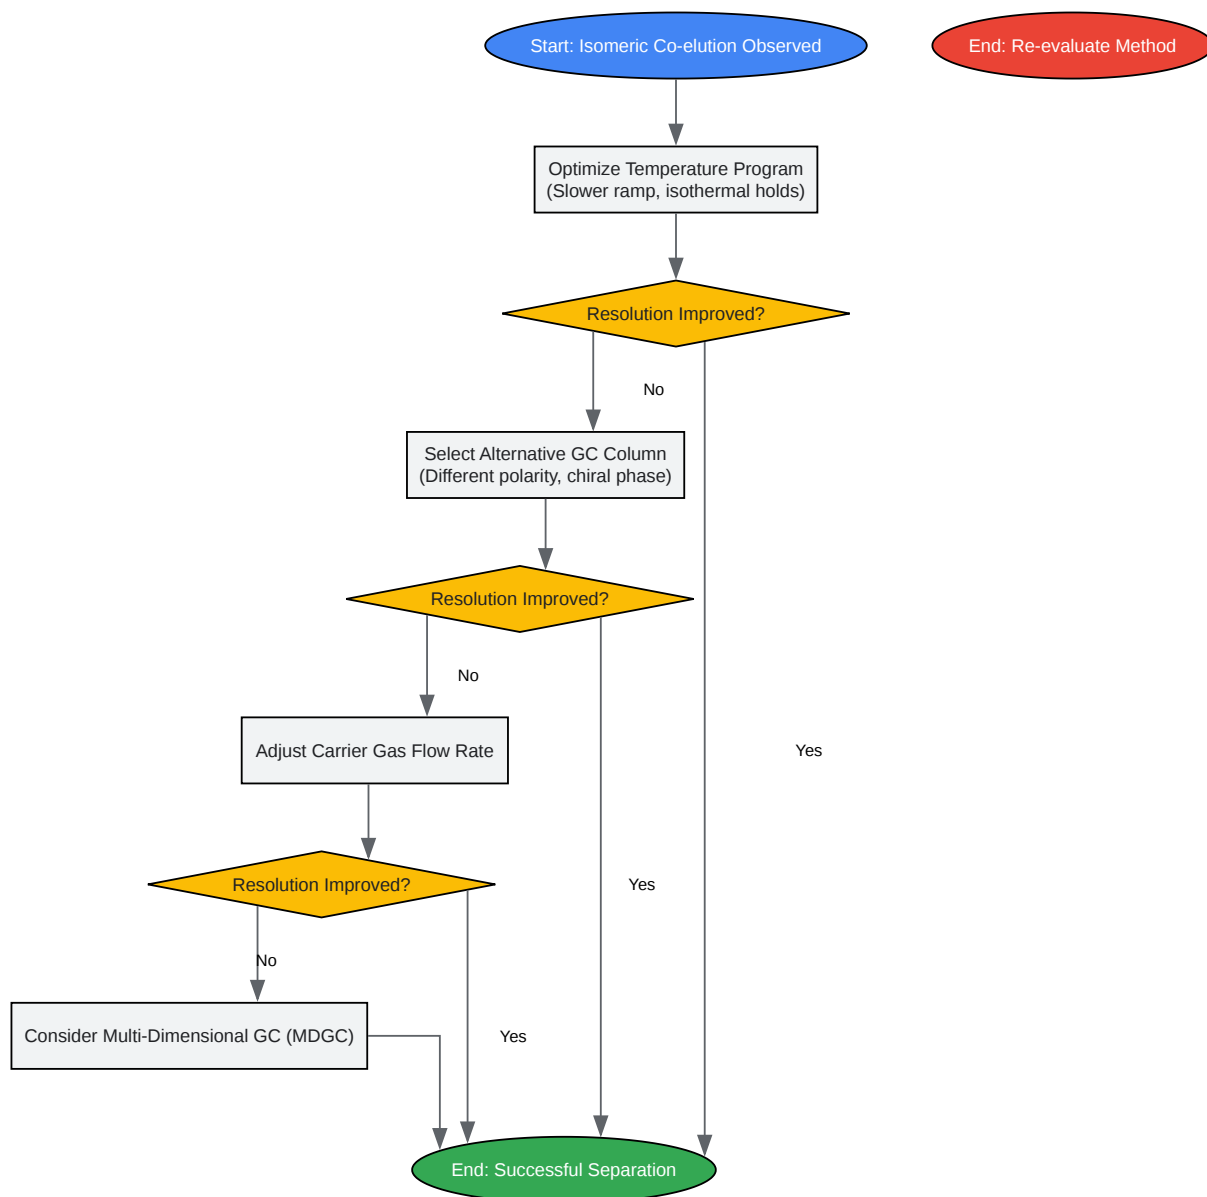 Start: Isomeric Co-elution Observed
End: Re-evaluate Method
Optimize Temperature Program
(Slower ramp, isothermal holds)
Resolution Improved?
No
Select Alternative GC Column
(Different polarity, chiral phase)
Resolution Improved?
No
Adjust Carrier Gas Flow Rate
Yes
Resolution Improved?
Yes
No
Consider Multi-Dimensional GC (MDGC)
Yes
End: Successful Separation